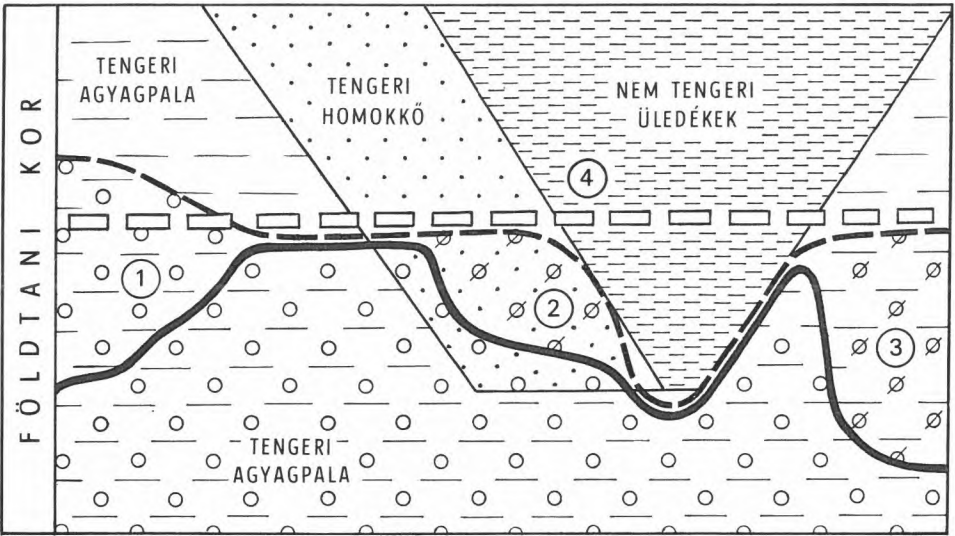 FÖLDTANI KOR
TENGERI
AGYAGPALA
TENGERI
HOMOKKŐ
NEM TENGERI
ÜLEDÉKEK
4
1
2
3
TENGERI
AGYAGPALA